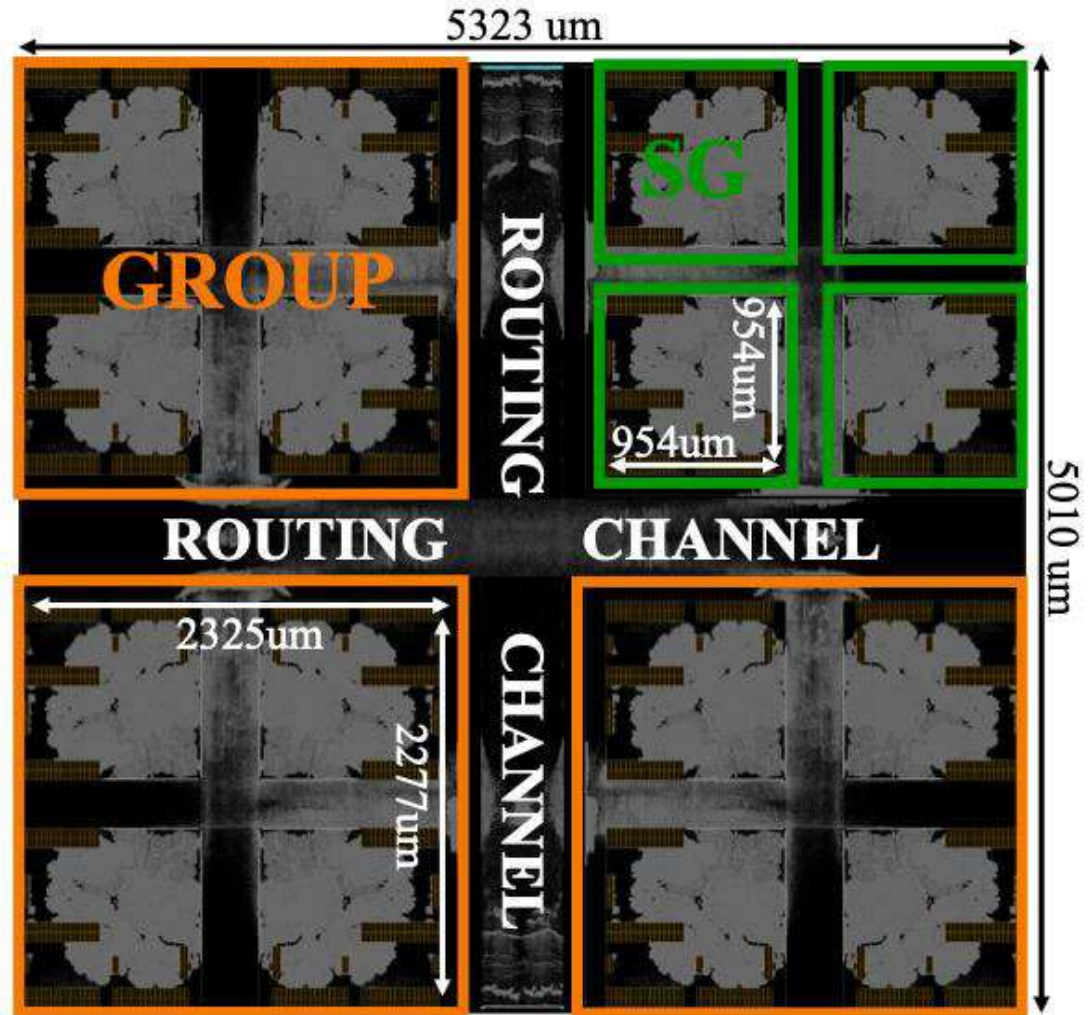 5323 um
SG
GROUP
ROUTING
954um
954um
5010 um
ROUTING CHANNEL
2325um
2277um
CHANNEL